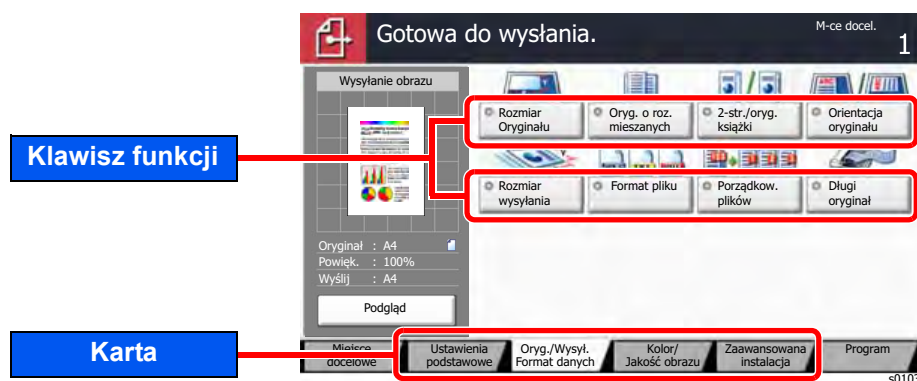 Gotowa do wysłania.
M-ce docel.
1
Wysyłanie obrazu
Rozmiar
Oryginału
Oryg. o roz.
mieszanych
2-str./oryg.
książki
Orientacja
oryginału
Klawisz funkcji
Rozmiar
wysyłania
Format pliku
Porządkow.
plików
Długi
oryginał
Oryginał : A4
Powięk. : 100%
Wyślij : A4
Podgląd
Karta
Miejsce
docelowe
Ustawienia
podstawowe
Oryg./Wysył.
Format danych
Kolor/
Jakość obrazu
Zaawansowana
instalacja
Program